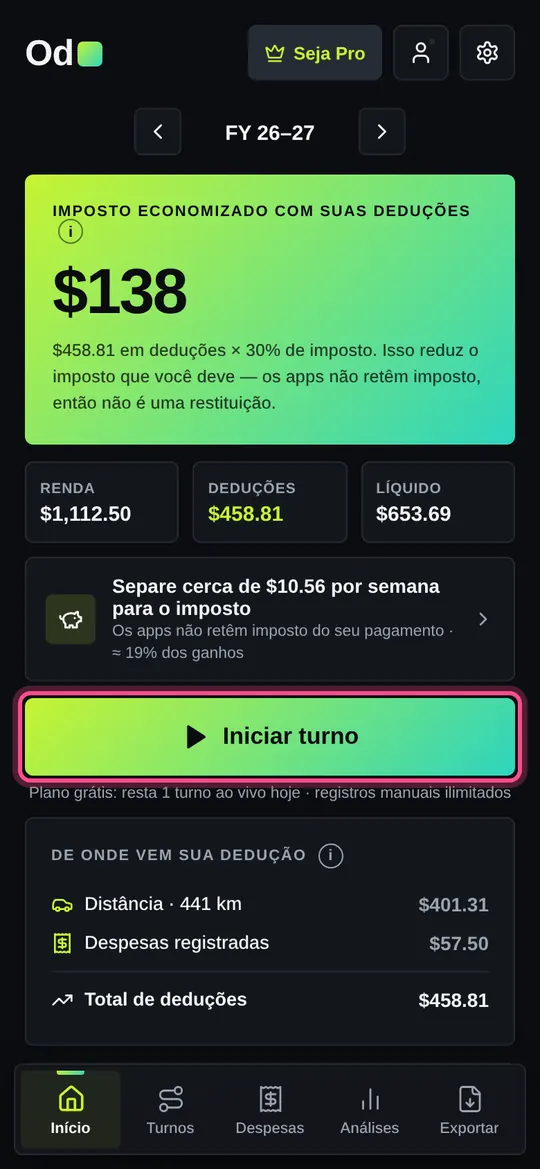 Od
Seja Pro
FY 26–27
IMPOSTO ECONOMIZADO COM SUAS DEDUÇÕES
i
$138
$458.81 em deduções × 30% de imposto. Isso reduz o
imposto que você deve — os apps não retêm imposto,
então não é uma restituição.
RENDA
$1,112.50
DEDUÇÕES
$458.81
LÍQUIDO
$653.69
Separe cerca de $10.56 por semana
para o imposto
Os apps não retêm imposto do seu pagamento ·
≈ 19% dos ganhos
Iniciar turno
Plano grátis: resta 1 turno ao vivo hoje · registros manuais ilimitados
DE ONDE VEM SUA DEDUÇÃO i
Distância · 441 km $401.31
Despesas registradas $57.50
Total de deduções $458.81
Início
Turnos
Despesas
Análises
Exportar